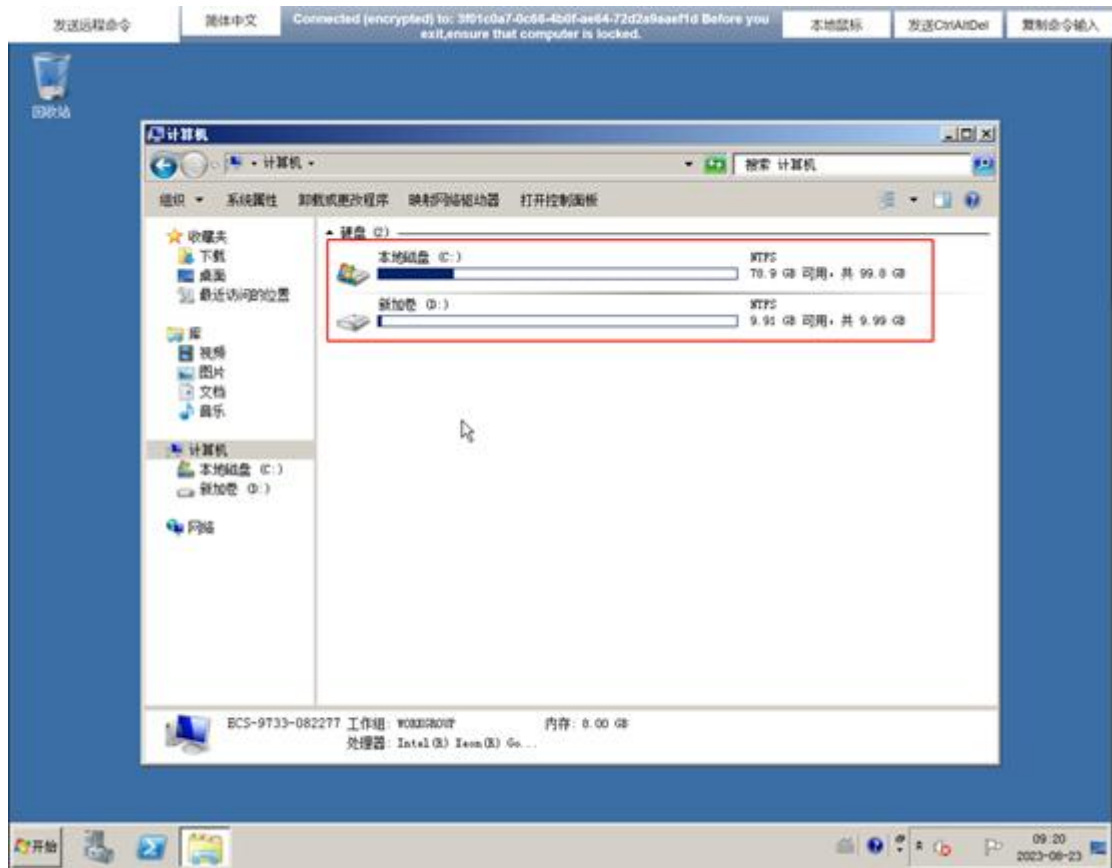 发送远程命令
简体中文
Connected (encrypted) to: 3f01c0a7-0c66-4b0f-ae64-72d2a9aaef1d Before you
exit,ensure that computer is locked.
本地鼠标
发送CtrlAltDel
复制命令输入
回收站
计算机
计算机
搜索 计算机
组织
系统属性
卸载或更改程序
映射网络驱动器
打开控制面板
收藏夹
下载
桌面
最近访问的位置
库
视频
图片
文档
音乐
计算机
本地磁盘 (C:)
新加卷 (D:)
网络
硬盘 (2)
本地磁盘 (C:)
NTFS
78.9 GB 可用，共 99.8 GB
新加卷 (D:)
NTFS
9.91 GB 可用，共 9.99 GB
ECS-9733-082277 工作组: WORKGROUP
内存: 8.00 GB
处理器: Intel(R) Xeon(R) Go...
开始
09:20
2023-08-23